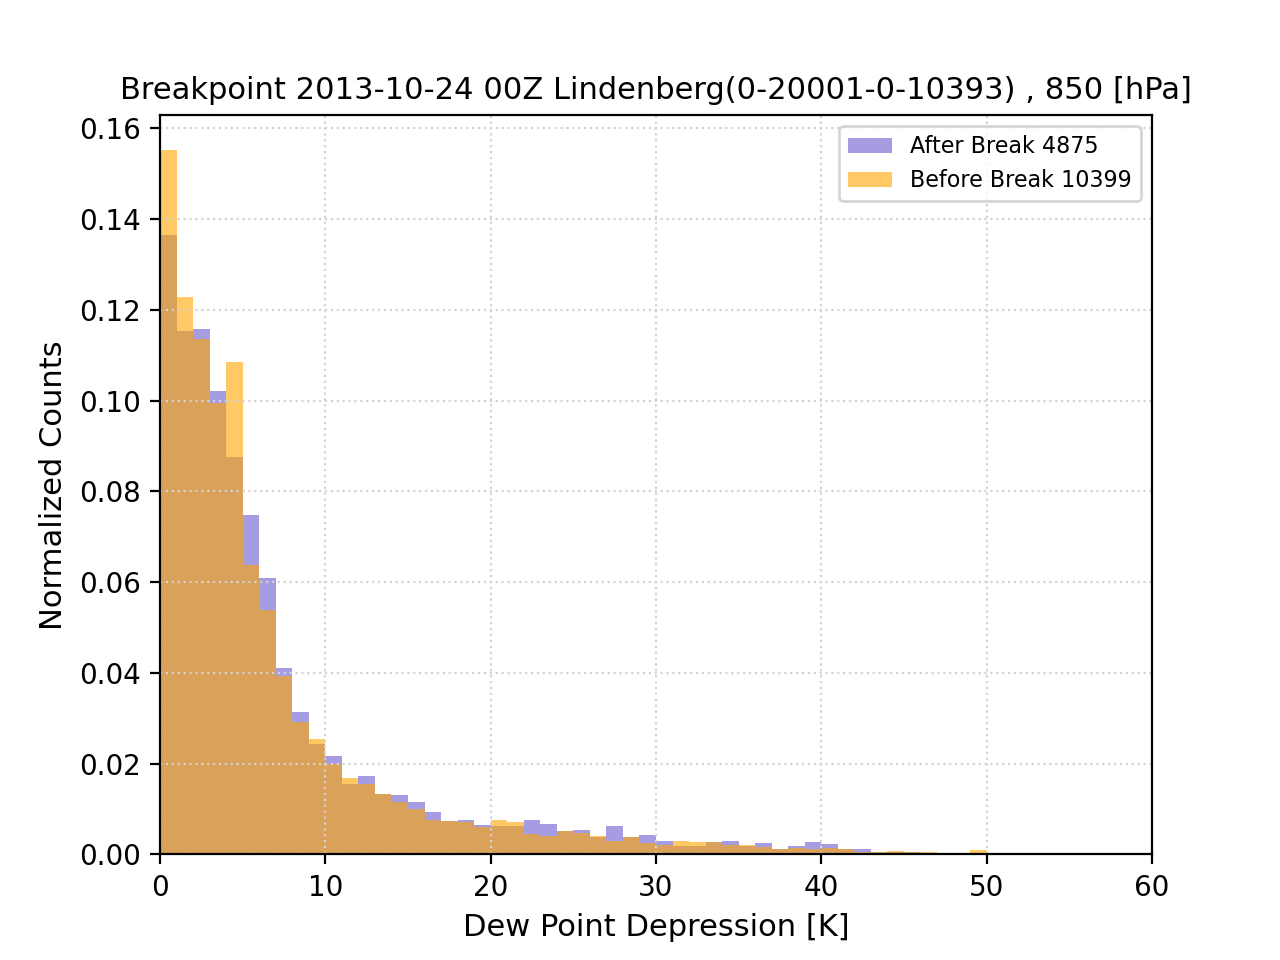 Breakpoint 2013-10-24 00Z Lindenberg(0-20001-0-10393) , 850 [hPa]
After Break 4875
Before Break 10399
0.16
0.14
0.12
0.10
0.08
0.06
0.04
0.02
0.00
Normalized Counts
0 10 20 30 40 50 60
Dew Point Depression [K]